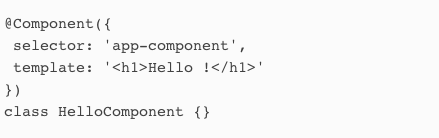 @Component({
 selector: 'app-component',
 template: '<h1>Hello !</h1>'
})
class HelloComponent {}